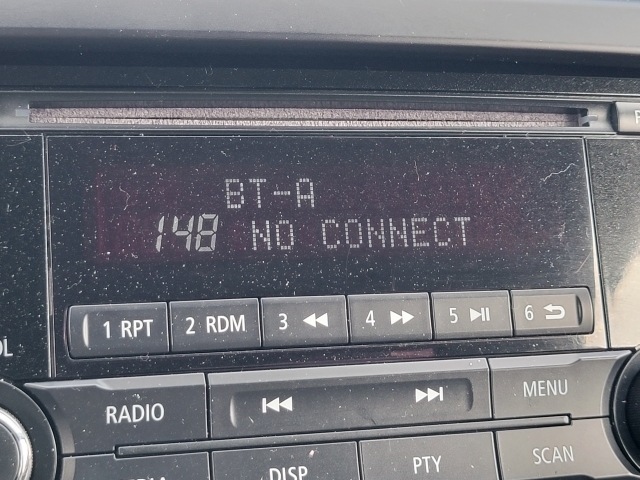 BT-A
148 NO CONNECT
1 RPT 2 RDM 3 4 5 6
RADIO MENU
DISP PTY SCAN